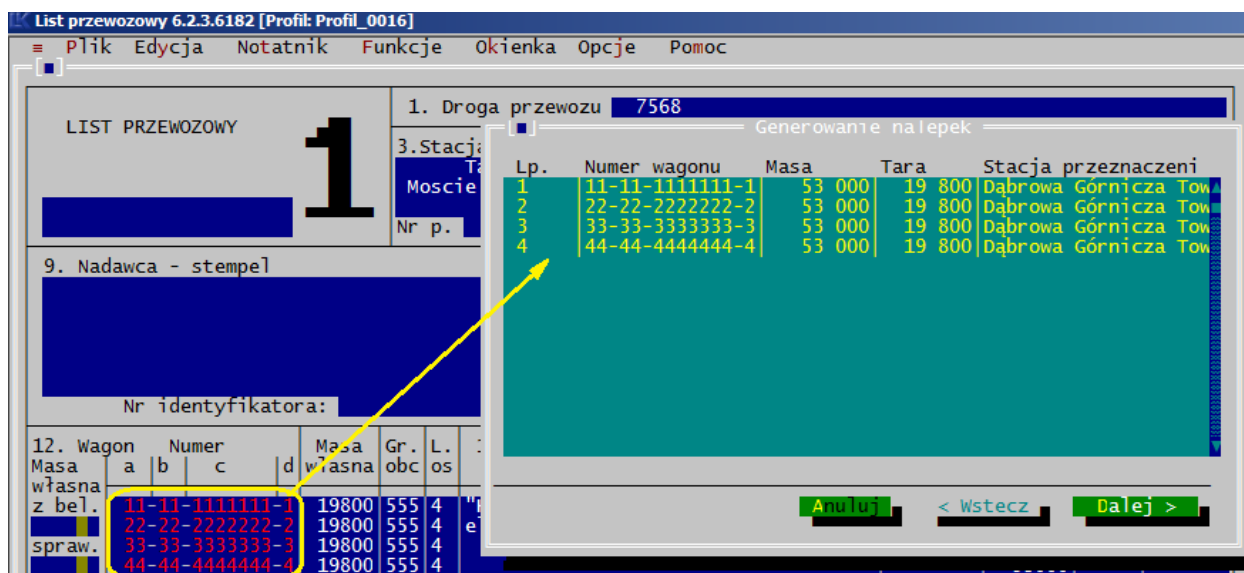 List przewozowy 6.2.3.6182 [Profil: Profil_0016]
≡ Plik Edycja Notatnik Funkcje Okienka Opcje Pomoc
LIST PRZEWOZOWY
1
1. Droga przewozu 7568
3.Stacja
Moscie
Nr p.
9. Nadawca - stempel
Nr identyfikatora:
12. Wagon Numer Masa Gr. L.
Masa a b c d własna obc os
własna
z bel. 11-11-1111111-1 19800 555 4
22-22-2222222-2 19800 555 4
spraw. 33-33-3333333-3 19800 555 4
44-44-4444444-4 19800 555 4
Generowanie nalepek
Lp. Numer wagonu Masa Tara Stacja przeznaczeni
1 11-11-1111111-1 53 000 19 800 Dąbrowa Górnicza Tow
2 22-22-2222222-2 53 000 19 800 Dąbrowa Górnicza Tow
3 33-33-3333333-3 53 000 19 800 Dąbrowa Górnicza Tow
4 44-44-4444444-4 53 000 19 800 Dąbrowa Górnicza Tow
Anuluj < Wstecz Dalej >